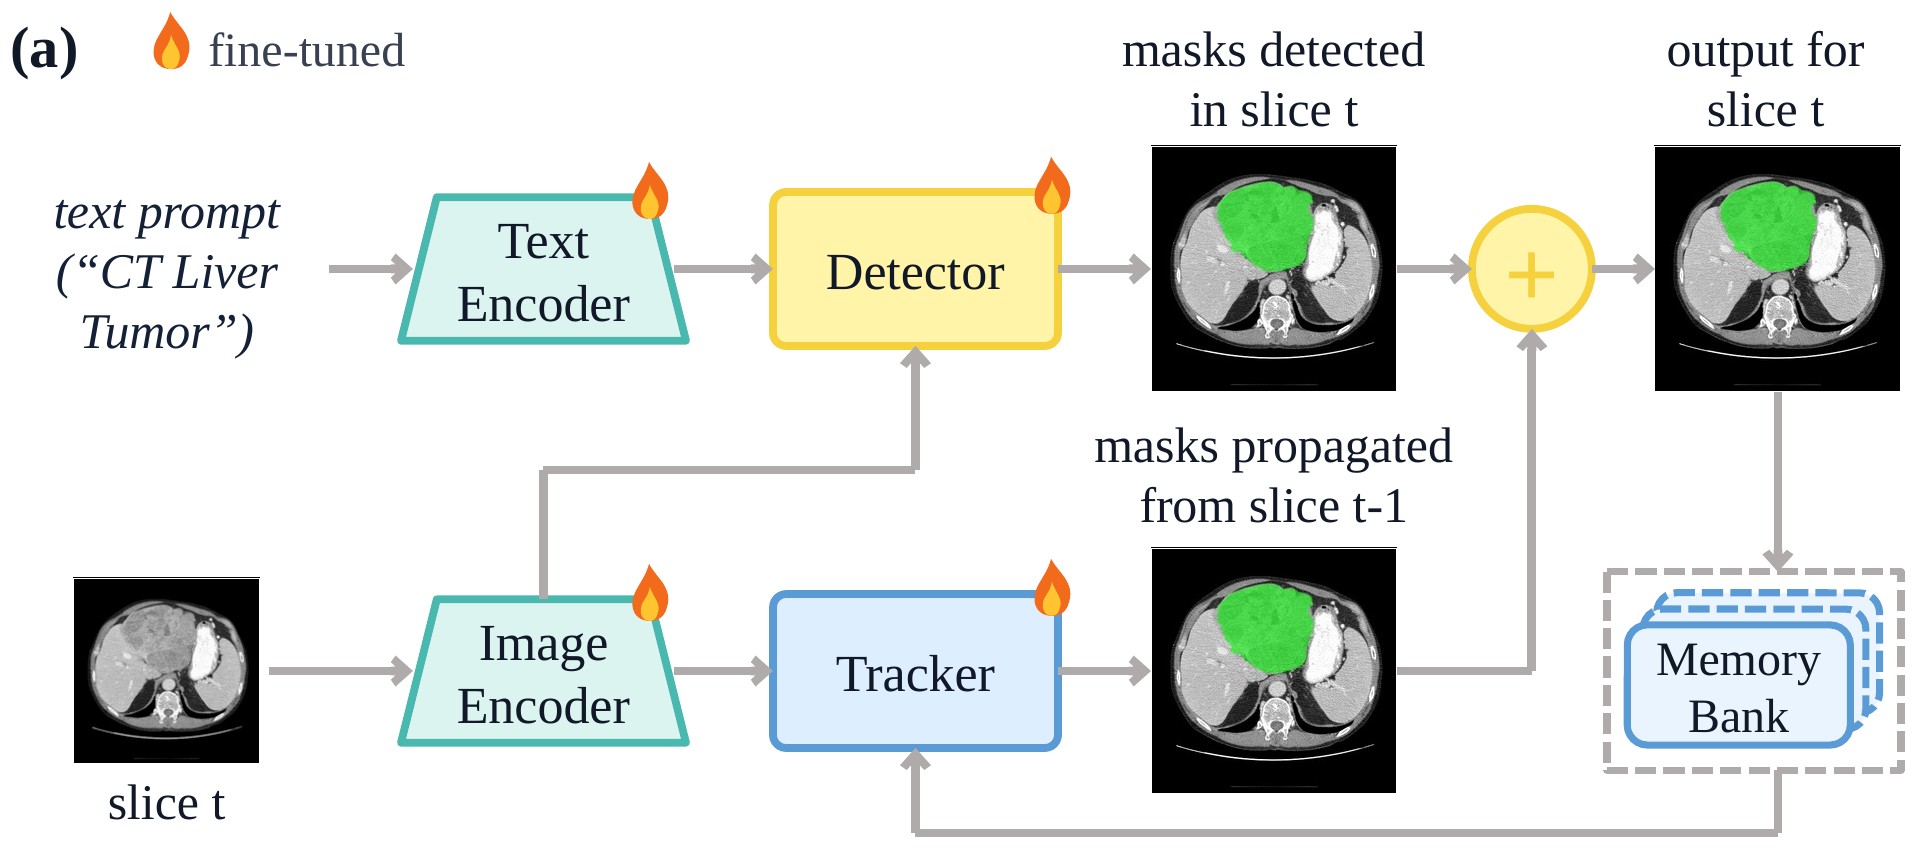 (a)
fine-tuned
masks detected
in slice t
output for
slice t
text prompt
(“CT Liver
Tumor”)
Text
Encoder
Detector
+
masks propagated
from slice t-1
Image
Encoder
Tracker
Memory
Bank
slice t